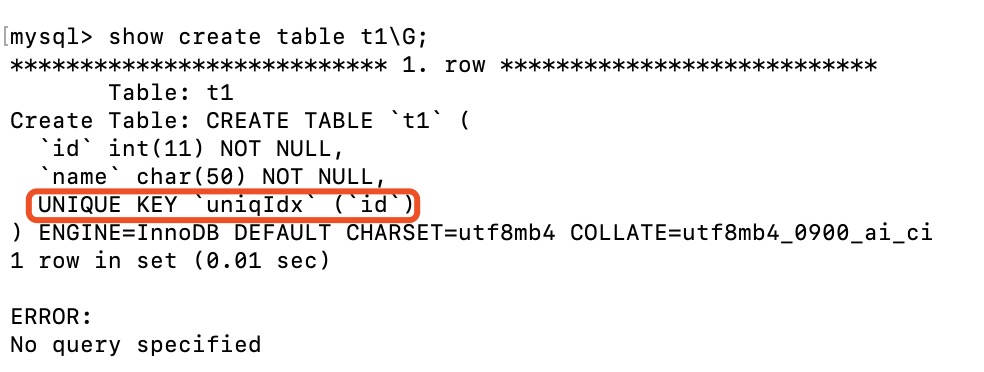 [mysql> show create table t1\G;
*************************** 1. row ***************************
Table: t1
Create Table: CREATE TABLE `t1` (
`id` int(11) NOT NULL,
`name` char(50) NOT NULL,
UNIQUE KEY `uniqIdx` (`id`)
) ENGINE=InnoDB DEFAULT CHARSET=utf8mb4 COLLATE=utf8mb4_0900_ai_ci
1 row in set (0.01 sec)
ERROR:
No query specified